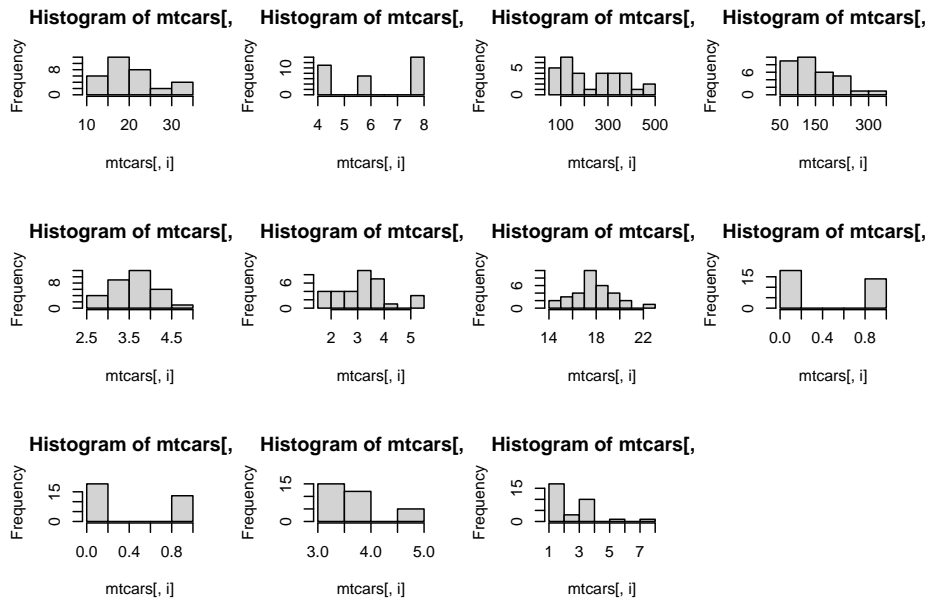 Histogram of mtcars[,
Frequency
0 8
10 20 30
mtcars[, i]
Histogram of mtcars[,
Frequency
0 10
4 5 6 7 8
mtcars[, i]
Histogram of mtcars[,
Frequency
0 5
100 300 500
mtcars[, i]
Histogram of mtcars[,
Frequency
0 6
50 150 300
mtcars[, i]
Histogram of mtcars[,
Frequency
0 8
2.5 3.5 4.5
mtcars[, i]
Histogram of mtcars[,
Frequency
0 6
2 3 4 5
mtcars[, i]
Histogram of mtcars[,
Frequency
0 6
14 18 22
mtcars[, i]
Histogram of mtcars[,
Frequency
0 15
0.0 0.4 0.8
mtcars[, i]
Histogram of mtcars[,
Frequency
0 15
0.0 0.4 0.8
mtcars[, i]
Histogram of mtcars[,
Frequency
0 15
3.0 4.0 5.0
mtcars[, i]
Histogram of mtcars[,
Frequency
0 15
1 3 5 7
mtcars[, i]